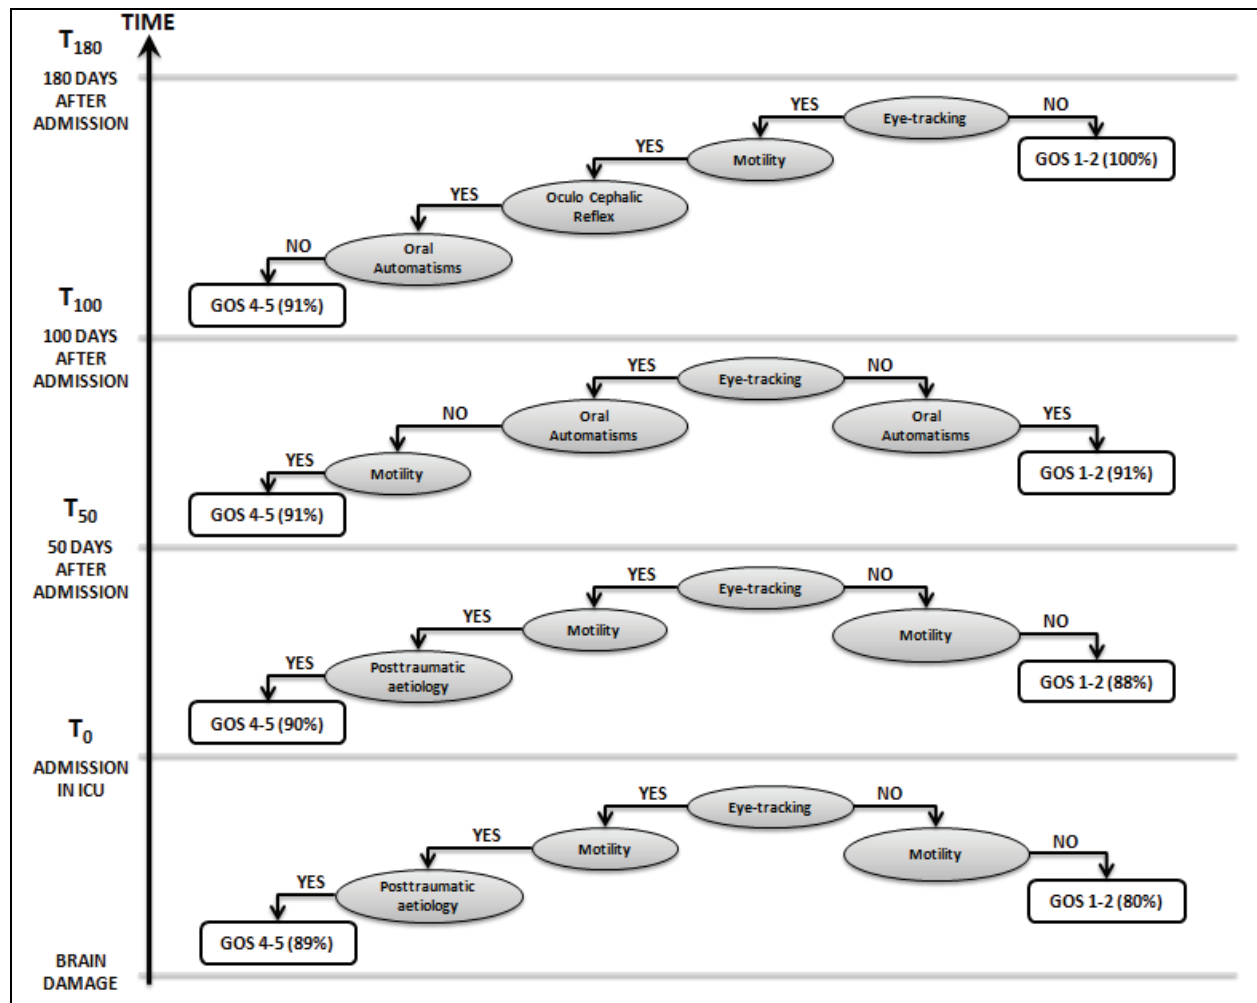 TIME
T180
180 DAYS
AFTER
ADMISSION
YES
Eye-tracking
NO
YES
Motility
GOS 1-2 (100%)
YES
Oculo Cephalic
Reflex
NO
Oral
Automatisms
GOS 4-5 (91%)
T100
100 DAYS
AFTER
ADMISSION
YES
Eye-tracking
NO
NO
Oral
Automatisms
Oral
Automatisms
YES
YES
Motility
GOS 1-2 (91%)
GOS 4-5 (91%)
T50
50 DAYS
AFTER
ADMISSION
YES
Eye-tracking
NO
YES
Motility
Motility
NO
YES
Posttraumatic
aetiology
GOS 1-2 (88%)
GOS 4-5 (90%)
T0
ADMISSION
IN ICU
YES
Eye-tracking
NO
YES
Motility
Motility
NO
YES
Posttraumatic
aetiology
GOS 1-2 (80%)
GOS 4-5 (89%)
BRAIN
DAMAGE